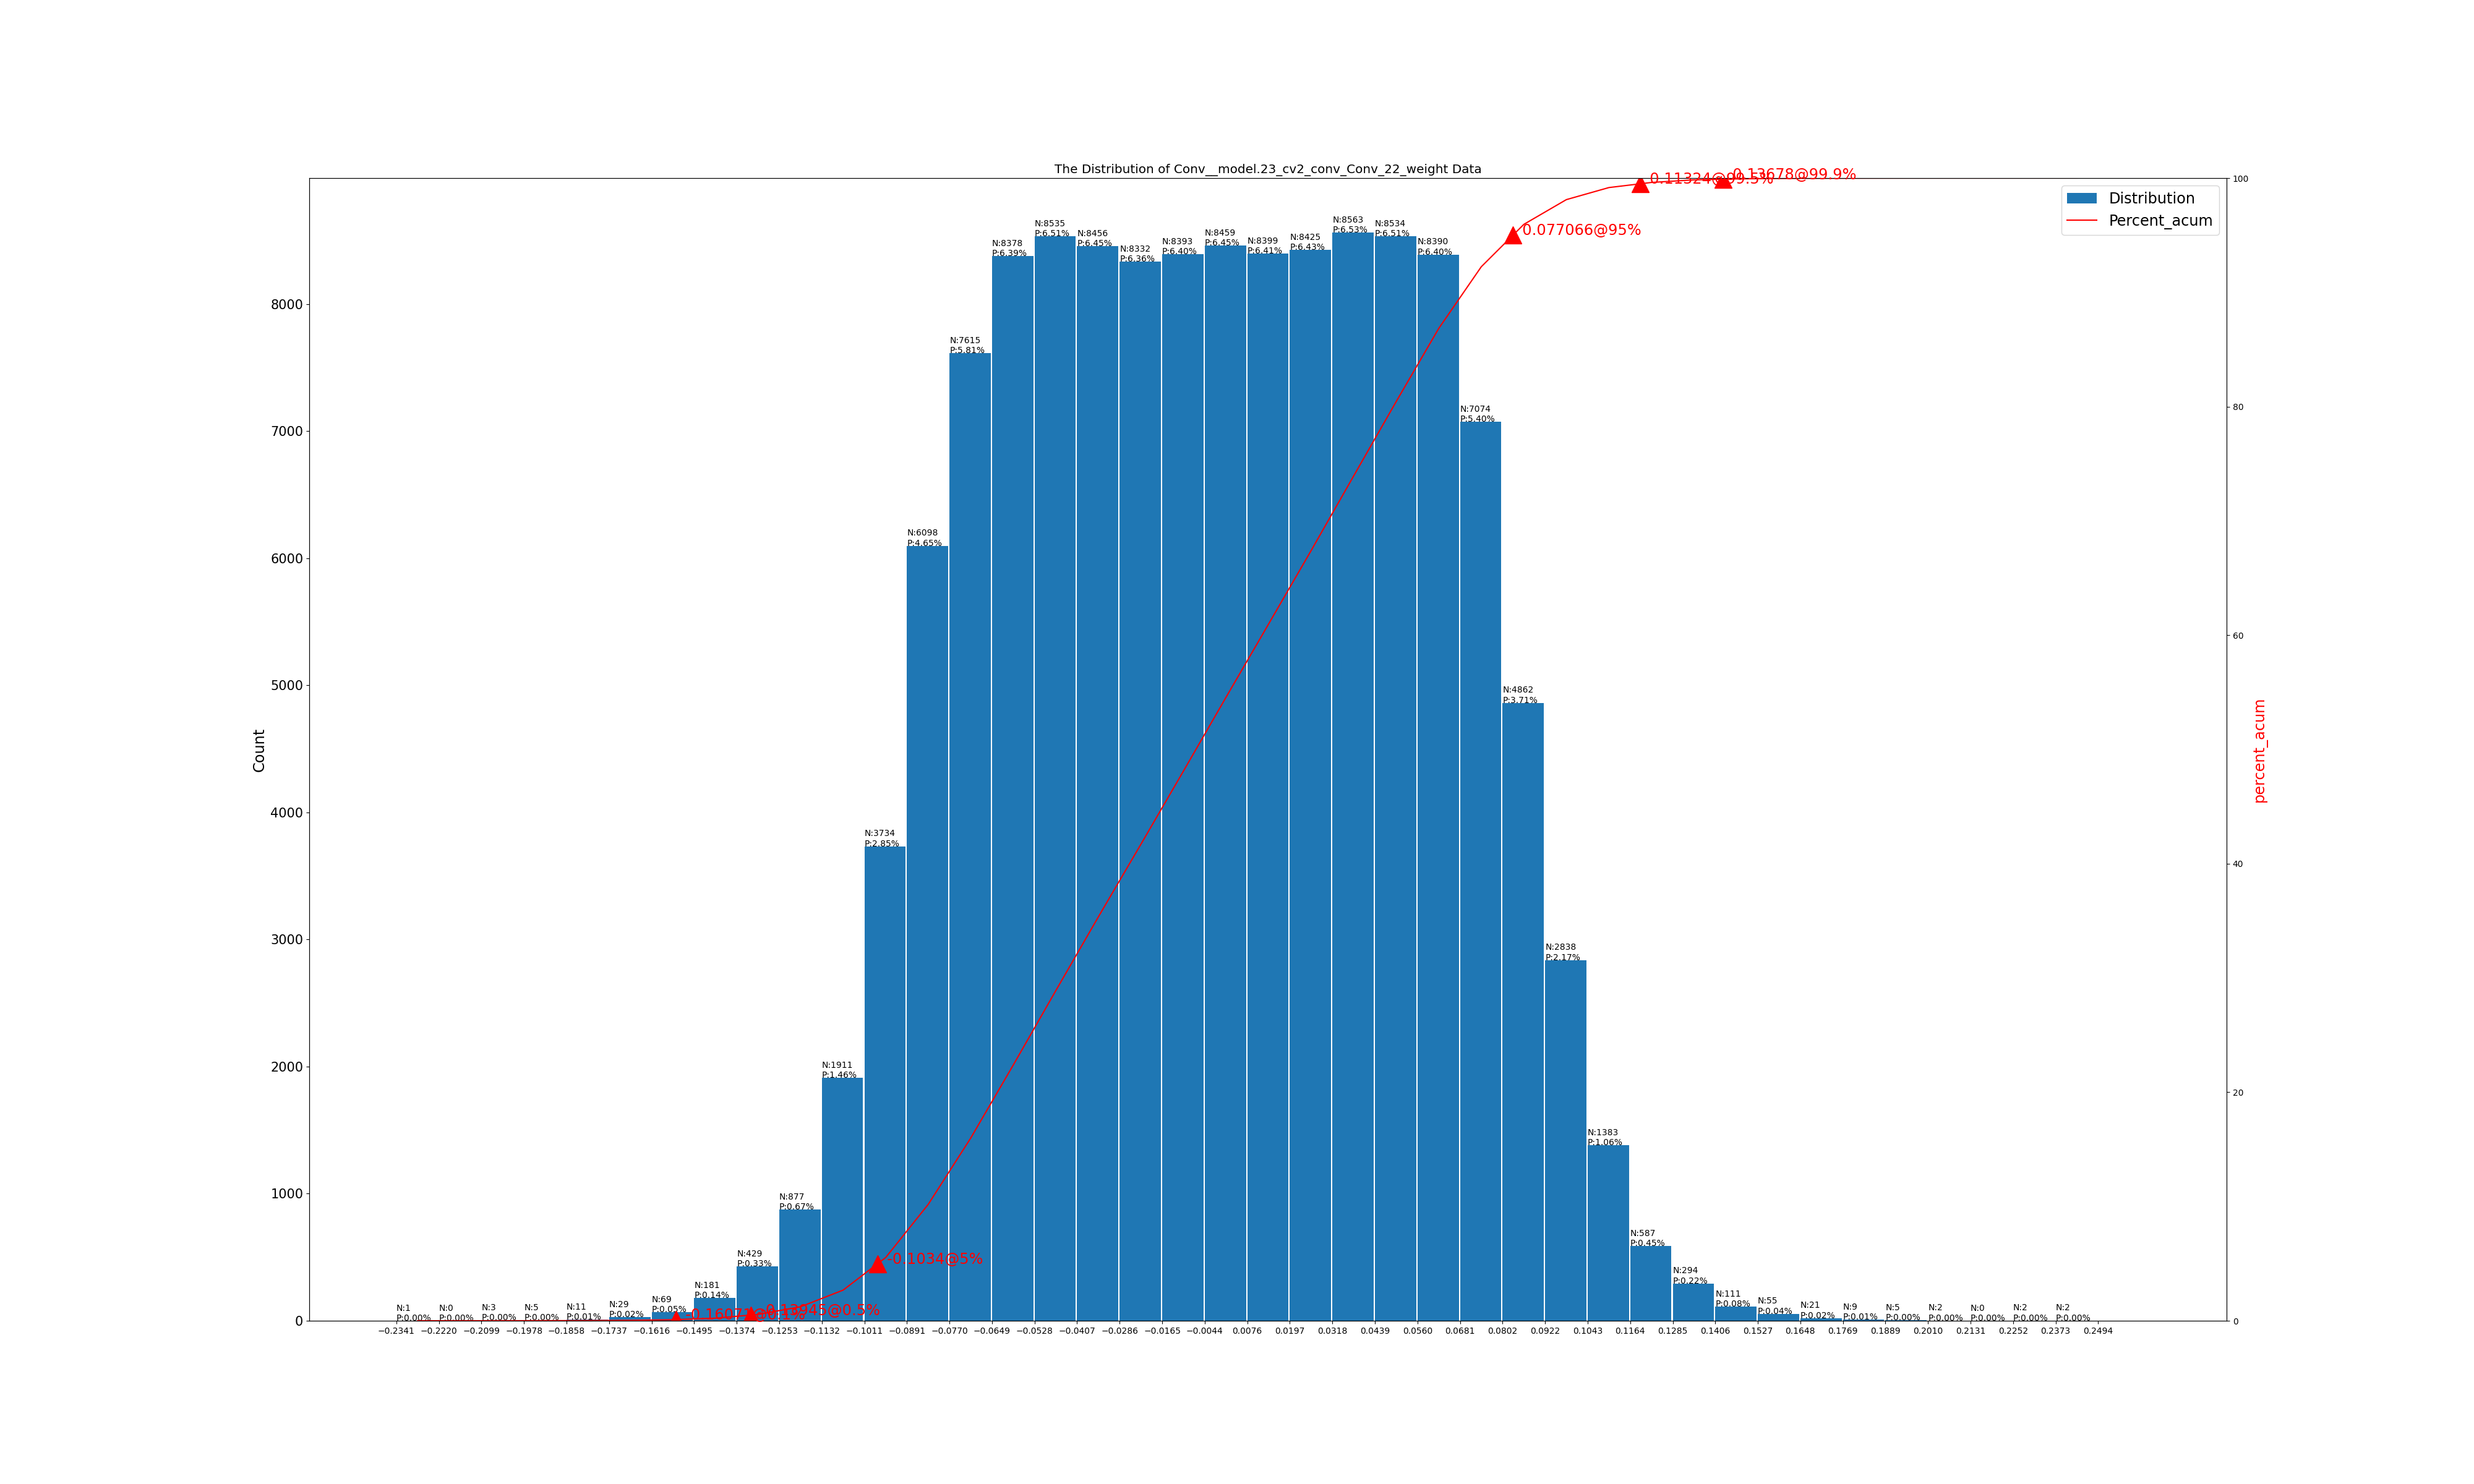 The Distribution of Conv__model.23_cv2_conv_Conv_22_weight Data
Distribution
Percent_acum
Count
percent_acum
8000
7000
6000
5000
4000
3000
2000
1000
0
100
80
60
40
20
0
N:1
P:0.00%
N:0
P:0.00%
N:3
P:0.00%
N:5
P:0.00%
N:11
P:0.01%
N:29
P:0.02%
N:69
P:0.05%
N:181
P:0.14%
N:429
P:0.33%
N:877
P:0.67%
N:1911
P:1.46%
N:3734
P:2.85%
N:6098
P:4.65%
N:7615
P:5.81%
N:8378
P:6.39%
N:8535
P:6.51%
N:8456
P:6.45%
N:8332
P:6.36%
N:8393
P:6.40%
N:8459
P:6.45%
N:8399
P:6.41%
N:8425
P:6.43%
N:8563
P:6.53%
N:8534
P:6.51%
N:8390
P:6.40%
N:7074
P:5.40%
N:4862
P:3.71%
N:2838
P:2.17%
N:1383
P:1.06%
N:587
P:0.45%
N:294
P:0.22%
N:111
P:0.08%
N:55
P:0.04%
N:21
P:0.02%
N:9
P:0.01%
N:5
P:0.00%
N:2
P:0.00%
N:0
P:0.00%
N:2
P:0.00%
N:2
P:0.00%
-0.16071@0.1%
-0.13945@0.5%
-0.1034@5%
0.077066@95%
0.11324@99.5%
0.13678@99.9%
−0.2341 −0.2220 −0.2099 −0.1978 −0.1858 −0.1737 −0.1616 −0.1495 −0.1374 −0.1253 −0.1132 −0.1011 −0.0891 −0.0770 −0.0649 −0.0528 −0.0407 −0.0286 −0.0165 −0.0044 0.0076 0.0197 0.0318 0.0439 0.0560 0.0681 0.0802 0.0922 0.1043 0.1164 0.1285 0.1406 0.1527 0.1648 0.1769 0.1889 0.2010 0.2131 0.2252 0.2373 0.2494